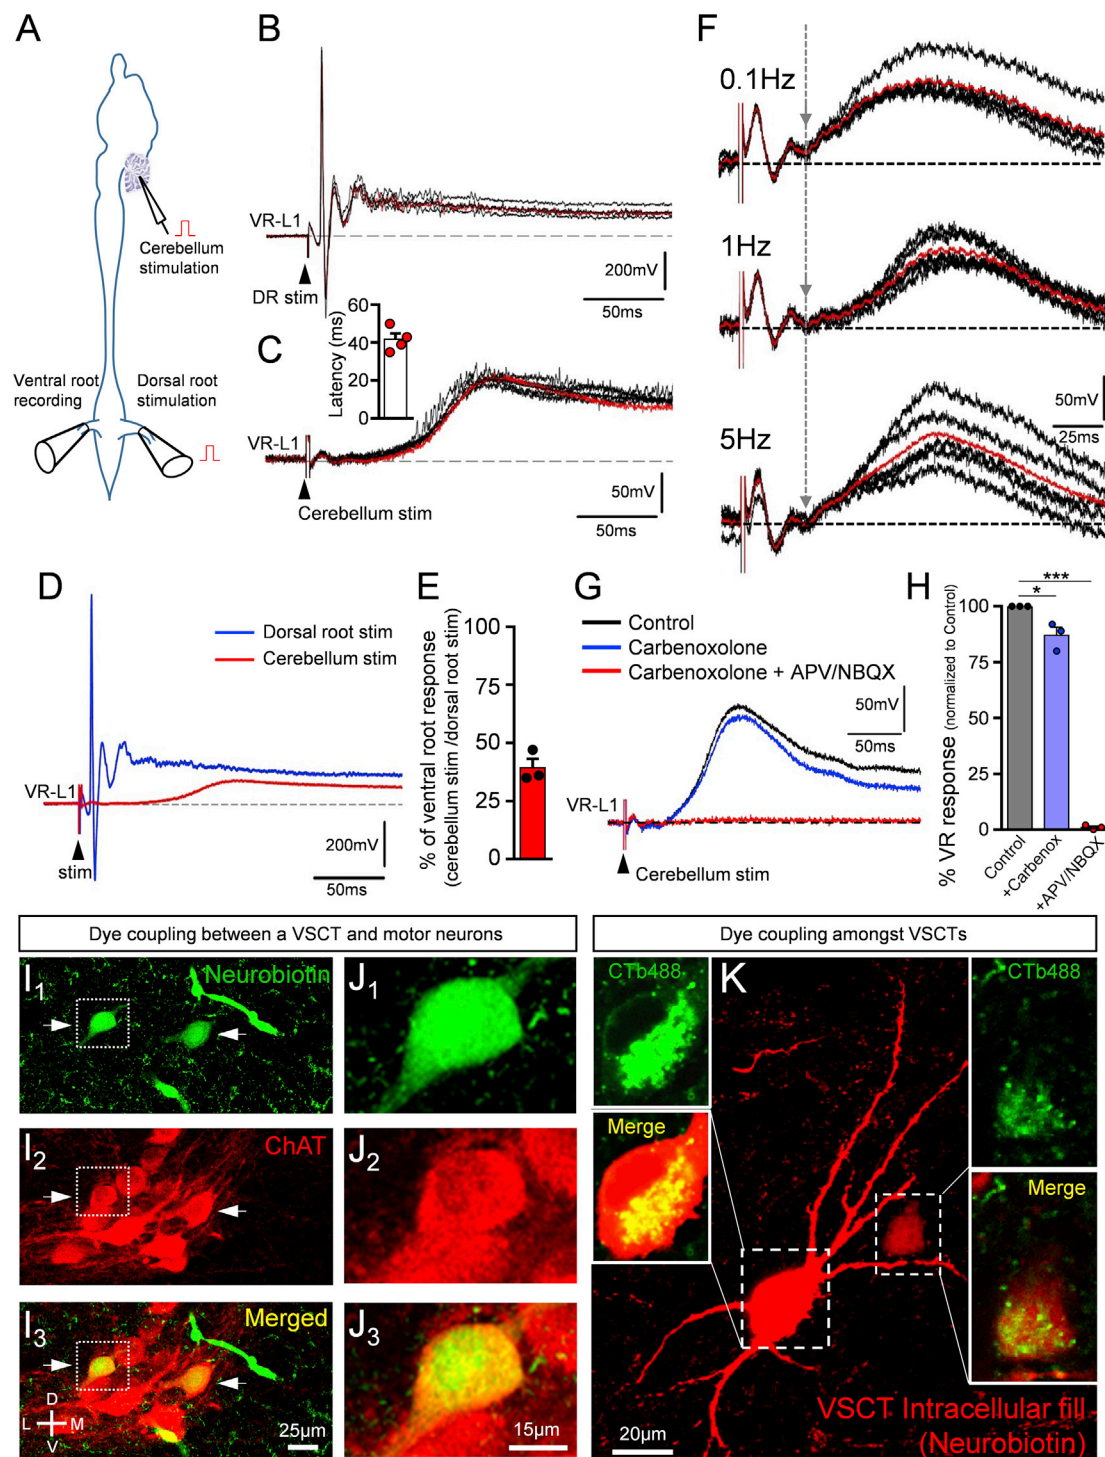 A
Cerebellum
stimulation
Ventral root
recording
Dorsal root
stimulation
B
VR-L1
DR stim
200mV
50ms
C
Latency (ms)
60
40
20
0
VR-L1
Cerebellum stim
50mV
50ms
F
0.1Hz
1Hz
5Hz
50mV
25ms
D
Dorsal root stim
Cerebellum stim
VR-L1
stim
200mV
50ms
E
% of ventral root response
(cerebellum stim /dorsal root stim)
100
75
50
25
0
G
Control
Carbenoxolone
Carbenoxolone + APV/NBQX
50mV
50ms
VR-L1
Cerebellum stim
H
% VR response (normalized to Control)
100
75
50
25
0
*
***
Control
+Carbenox
+APV/NBQX
Dye coupling between a VSCT and motor neurons
I1
Neurobiotin
J1
I2
ChAT
J2
I3
Merged
D
L M
V
25µm
J3
15µm
Dye coupling amongst VSCTs
CTb488
K
CTb488
Merge
Merge
20µm
VSCT Intracellular fill
(Neurobiotin)